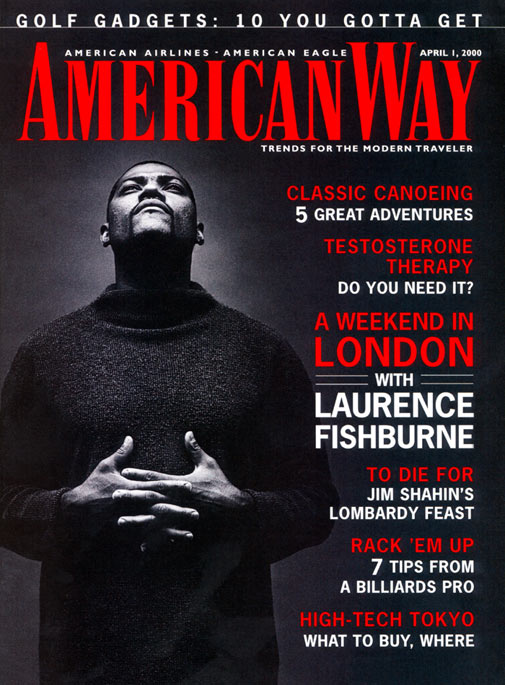 GOLF GADGETS: 10 YOU GOTTA GET
AMERICAN AIRLINES · AMERICAN EAGLE
APRIL 1, 2000
AMERICANWAY
TRENDS FOR THE MODERN TRAVELER
CLASSIC CANOEING
5 GREAT ADVENTURES
TESTOSTERONE
THERAPY
DO YOU NEED IT?
A WEEKEND IN
LONDON
WITH
LAURENCE
FISHBURNE
TO DIE FOR
JIM SHAHIN'S
LOMBARDY FEAST
RACK 'EM UP
7 TIPS FROM
A BILLIARDS PRO
HIGH-TECH TOKYO
WHAT TO BUY, WHERE